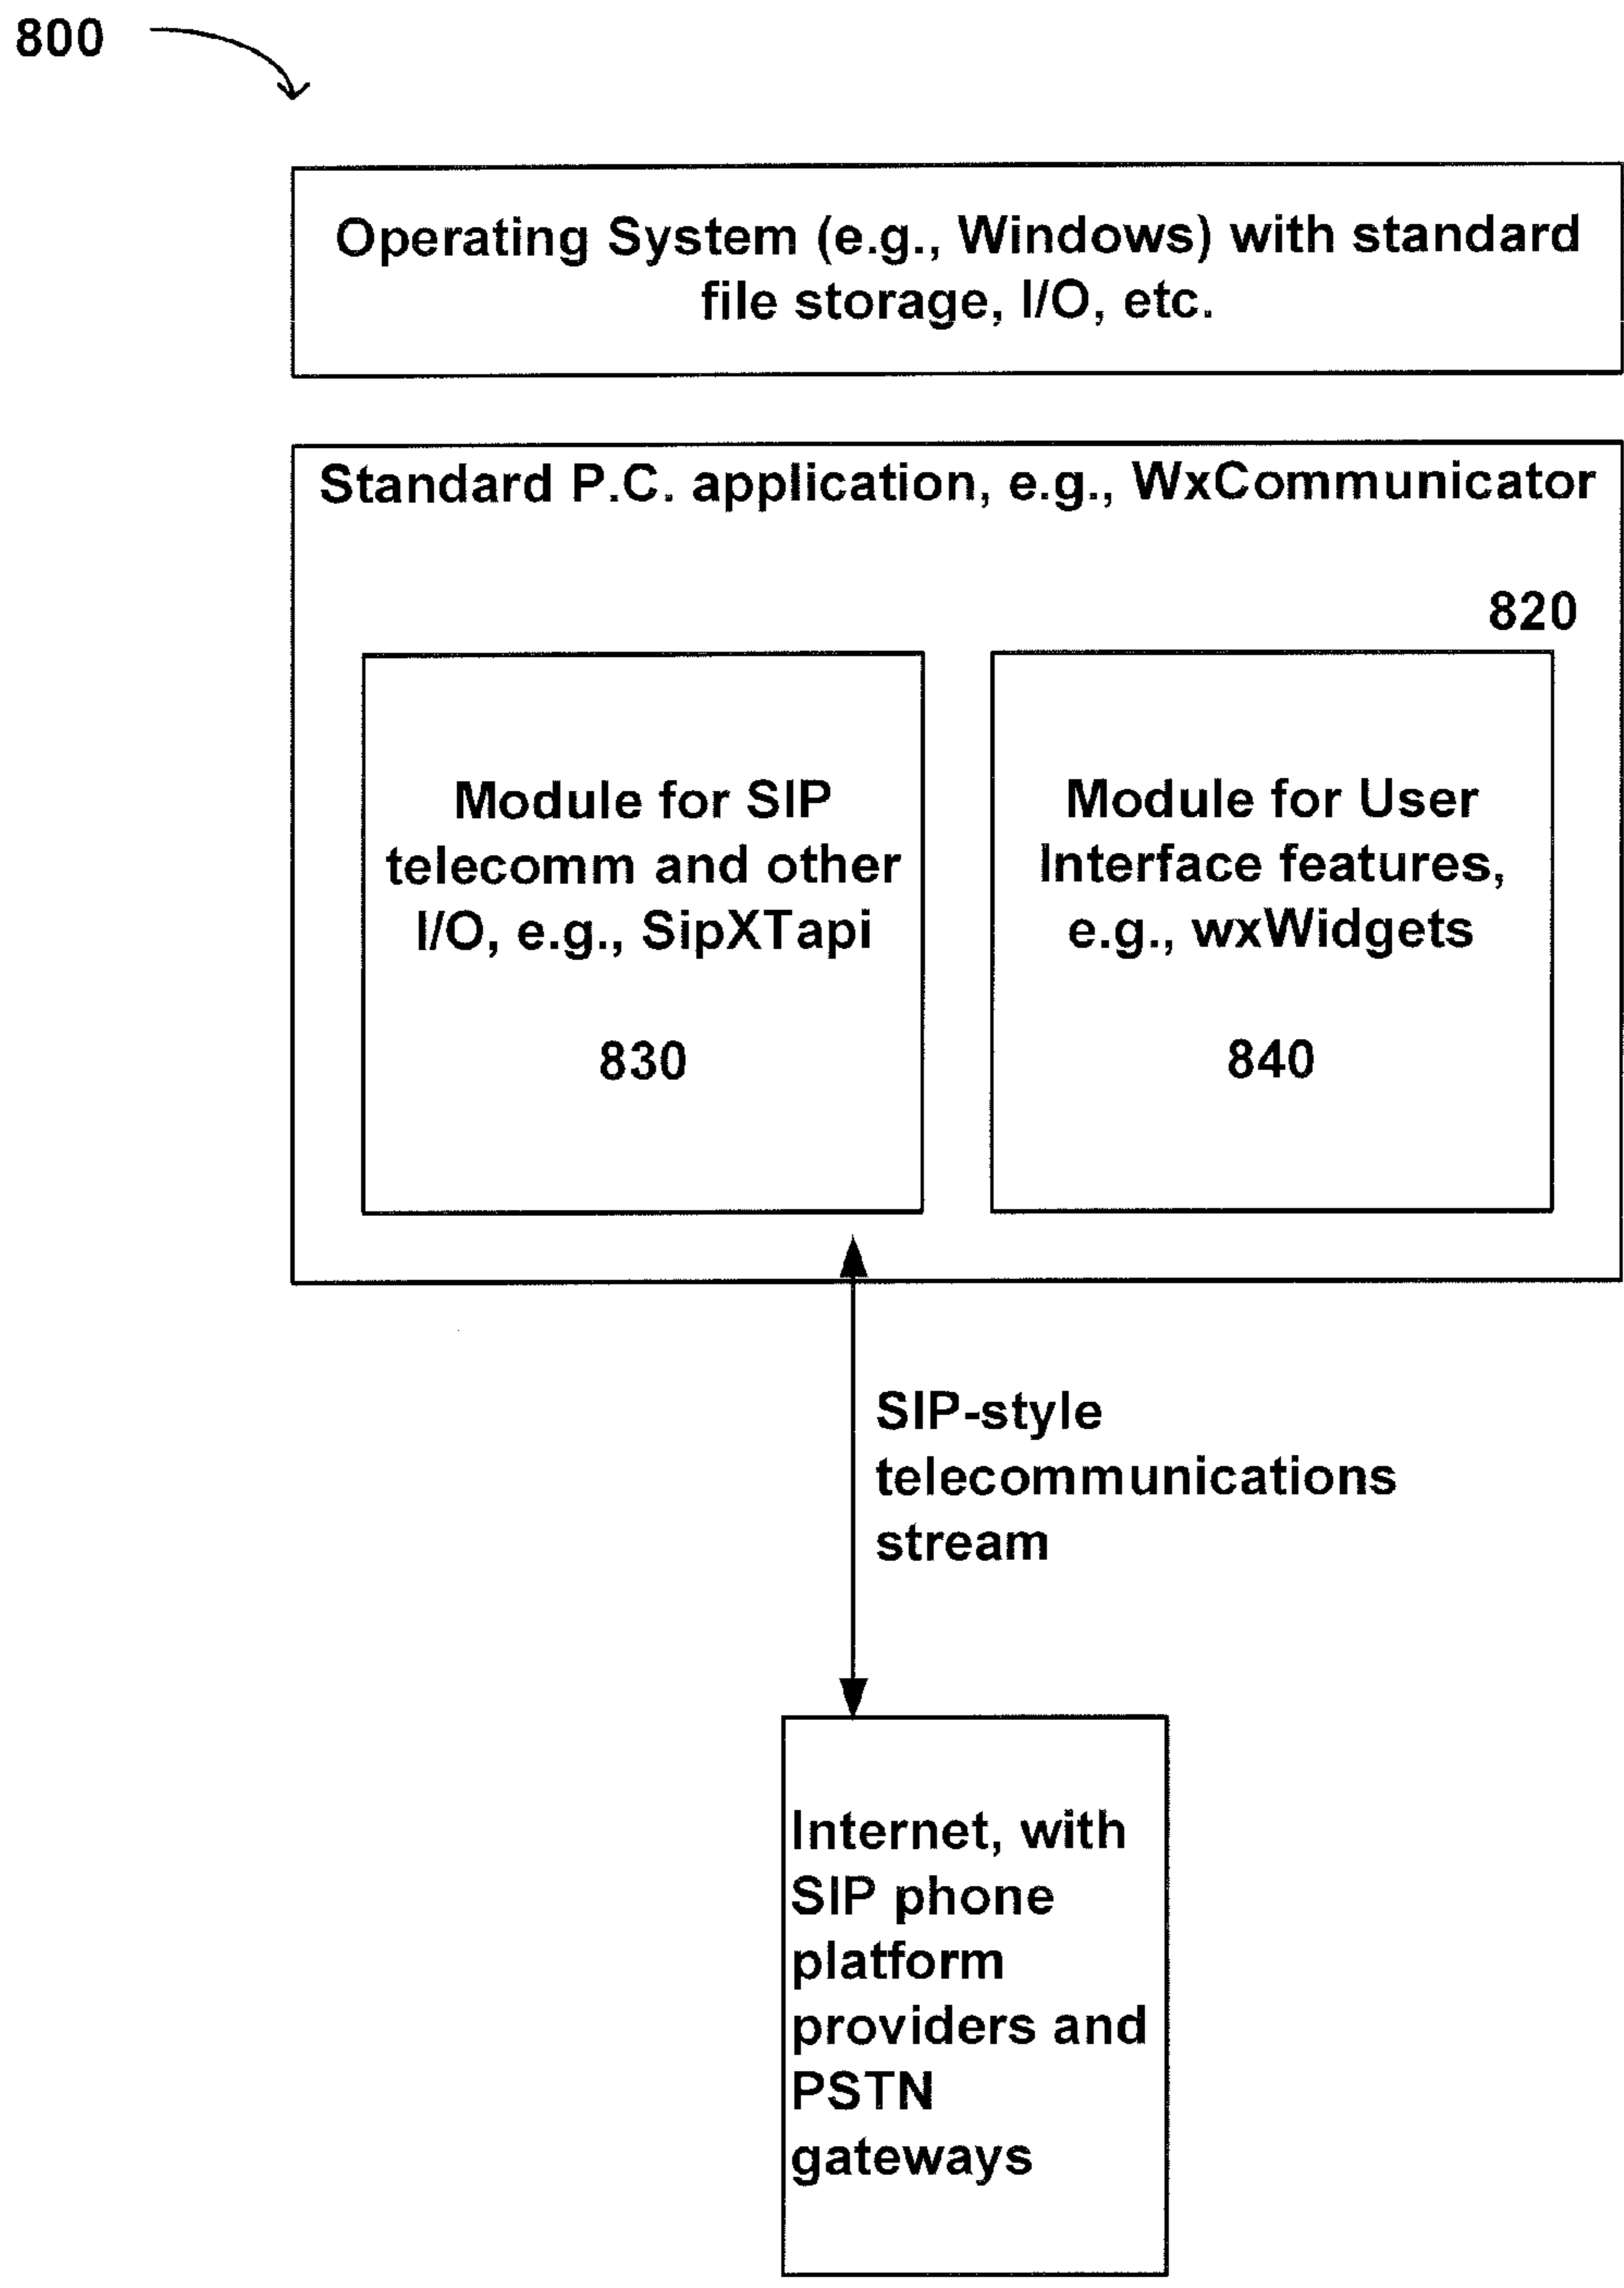 800
Operating System (e.g., Windows) with standard
file storage, I/O, etc.
Standard P.C. application, e.g., WxCommunicator
820
Module for SIP
telecomm and other
I/O, e.g., SipXTapi
830
Module for User
Interface features,
e.g., wxWidgets
840
SIP-style
telecommunications
stream
Internet, with
SIP phone
platform
providers and
PSTN
gateways